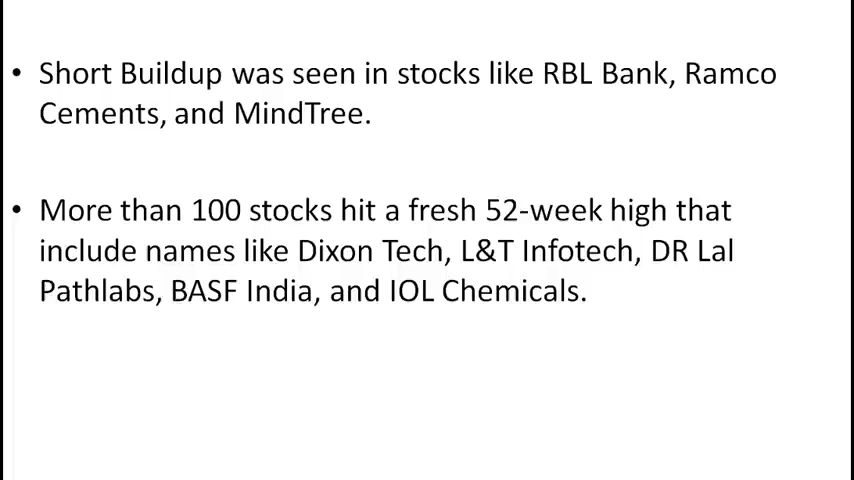 • Short Buildup was seen in stocks like RBL Bank, Ramco
Cements, and MindTree.
• More than 100 stocks hit a fresh 52-week high that
include names like Dixon Tech, L&T Infotech, DR Lal
Pathlabs, BASF India, and IOL Chemicals.